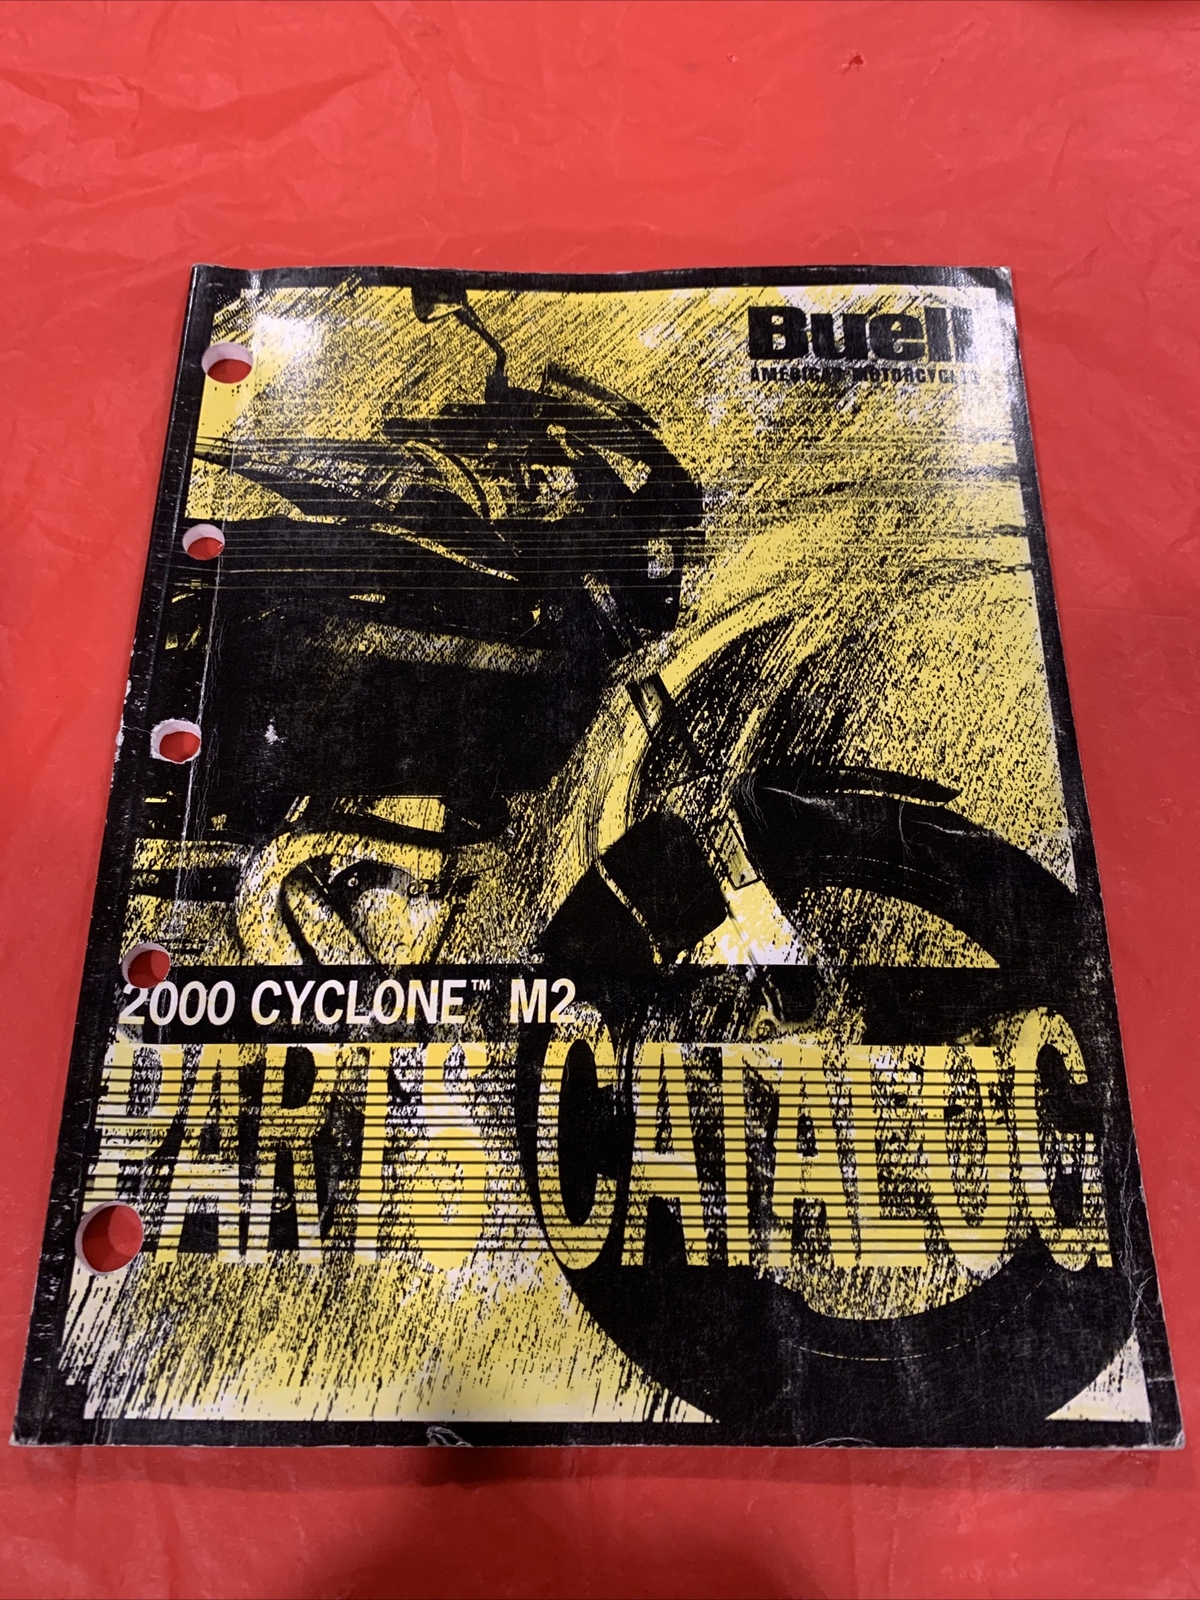 Buell
AMERICAN MOTORCYCLES
2000 CYCLONE™ M2
PARTS CATALOG